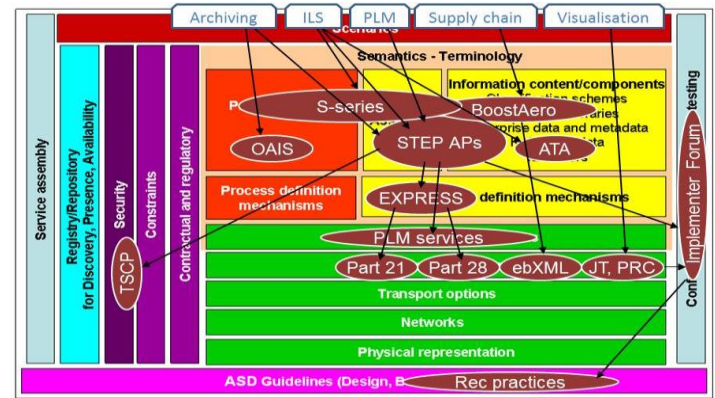 Archiving
ILS
PLM
Supply chain
Visualisation
Scenarios
Semantics - Terminology
Information content/components
S-series
BoostAero
OAIS
STEP APs
ATA
data and metadata
Process definition
mechanisms
EXPRESS
definition mechanisms
PLM services
Part 21
Part 28
ebXML
JT, PRC
Transport options
Networks
Physical representation
ASD Guidelines (Design,
Rec practices
Service assembly
Registry/Repository
for Discovery, Presence, Availability
Security
TSCP
Constraints
Contractual and regulatory
testing
Implementer Forum